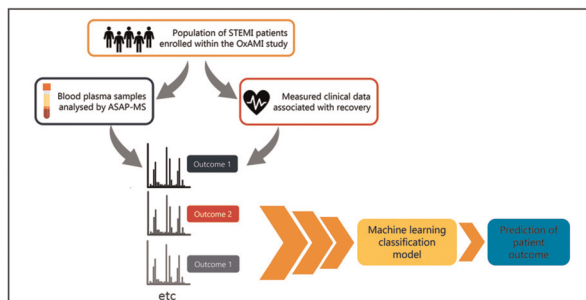 Population of STEMI patients
enrolled within the OxAMI study
Blood plasma samples
analysed by ASAP-MS
Measured clinical data
associated with recovery
Outcome 1
Outcome 2
Outcome 1
etc
Machine learning
classification
model
Prediction of
patient
outcome